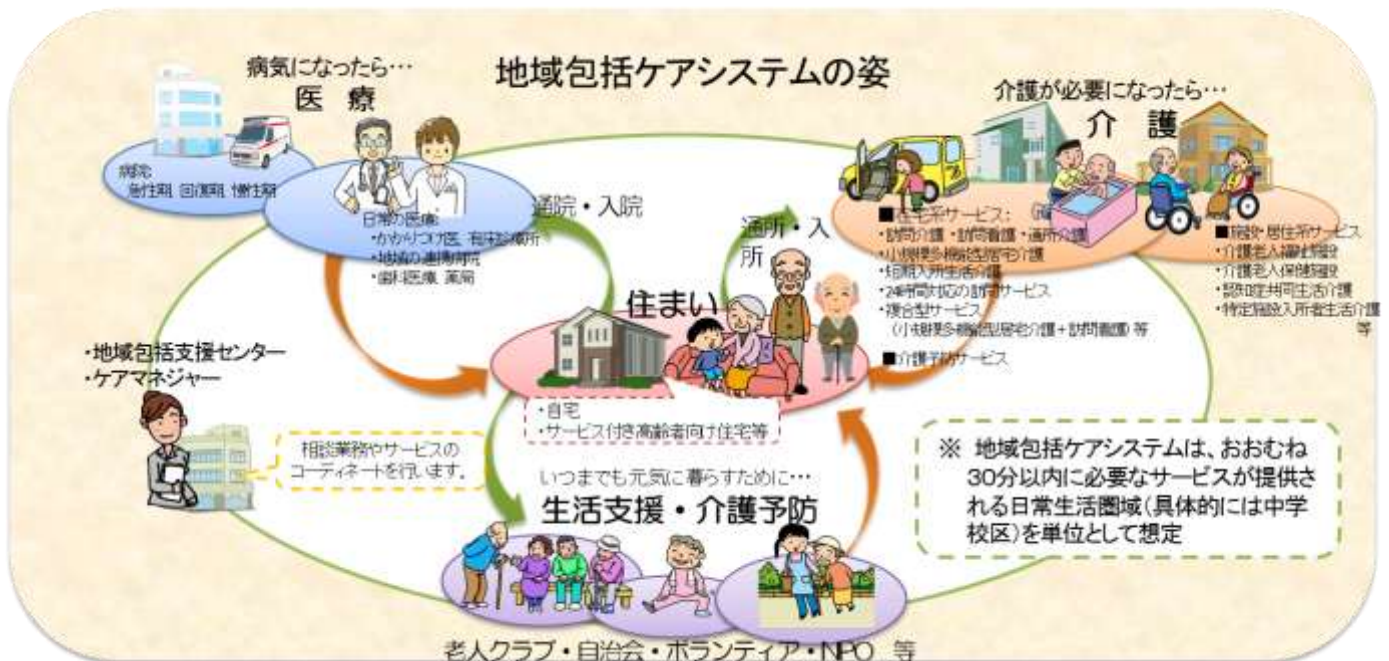 地域包括ケアシステムの姿
病気になったら…
医 療
病院:
急性期、回復期、慢性期
日常の医療:
・かかりつけ医、有床診療所
・地域の連携病院
・歯科医療、薬局
通院・入院
通所・入
所
介護が必要になったら…
介 護
■在宅系サービス:
・訪問介護 ・訪問看護 ・通所介護
・小規模多機能型居宅介護
・短期入所生活介護
・24時間対応の訪問サービス
・複合型サービス
(小規模多機能型居宅介護+訪問看護) 等
■介護予防サービス
■施設・居住系サービス
・介護老人福祉施設
・介護老人保健施設
・認知症共同生活介護
・特定施設入所者生活介護
等
住まい
・自宅
・サービス付き高齢者向け住宅等
・地域包括支援センター
・ケアマネジャー
相談業務やサービスの
コーディネートを行います。
いつまでも元気に暮らすために…
生活支援・介護予防
老人クラブ・自治会・ボランティア・NPO 等
※ 地域包括ケアシステムは、おおむね
30分以内に必要なサービスが提供さ
れる日常生活圏域(具体的には中学
校区)を単位として想定